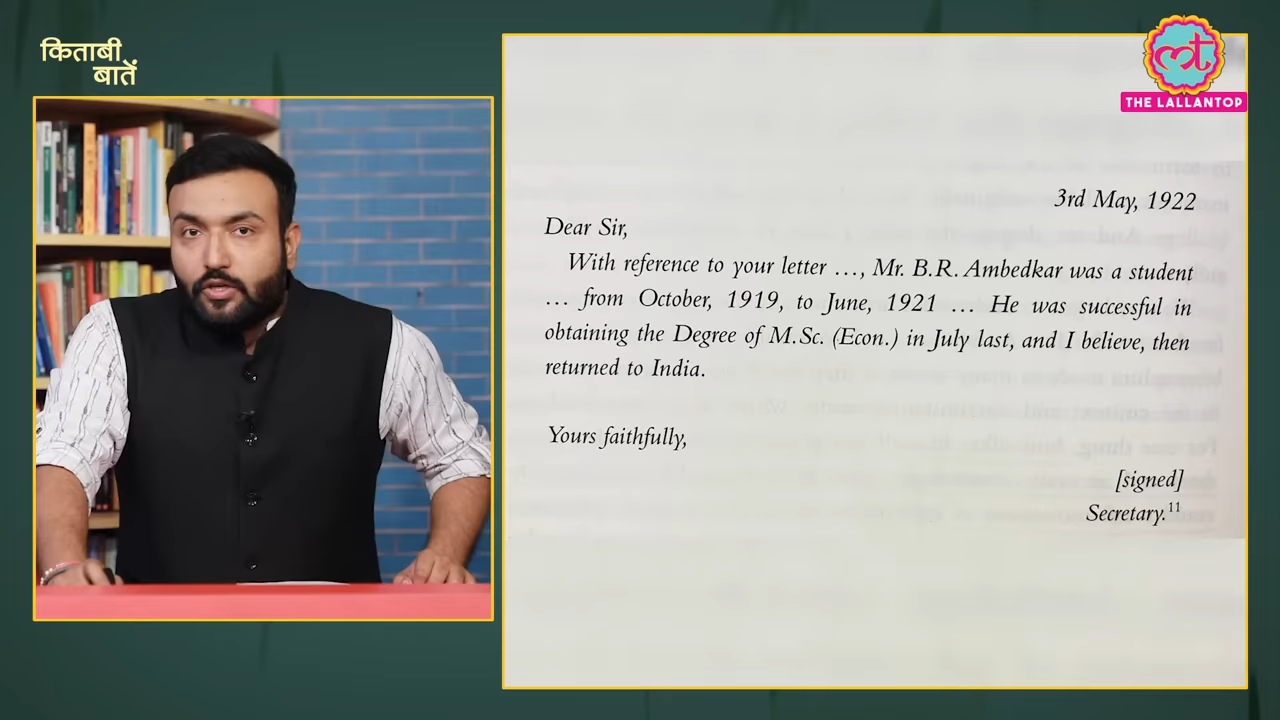 किताबी
बातें
THE LALLANTOP
3rd May, 1922
Dear Sir,
With reference to your letter …, Mr. B.R. Ambedkar was a student
… from October, 1919, to June, 1921 … He was successful in
obtaining the Degree of M.Sc. (Econ.) in July last, and I believe, then
returned to India.
Yours faithfully,
[signed]
Secretary.¹¹